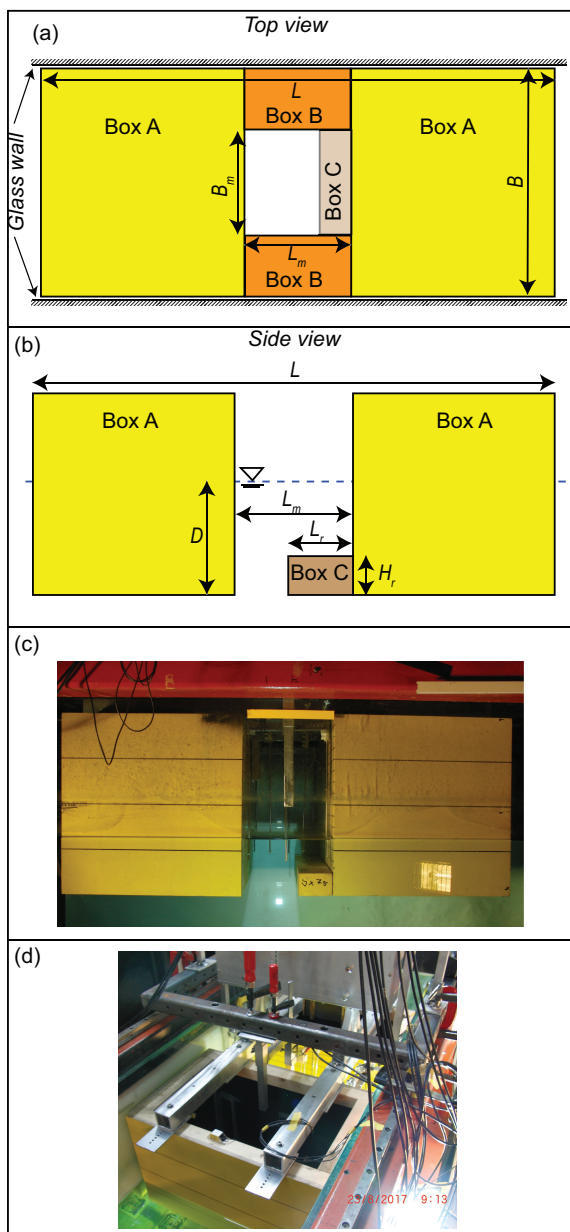 (a)
Top view
L
Box A
Box B
Box A
Glass wall
B_m
Box C
B
L_m
Box B
(b)
Side view
L
Box A
Box A
L_m
D
L_r
Box C
H_r
(c)
(d)
23/8/2017 9:13